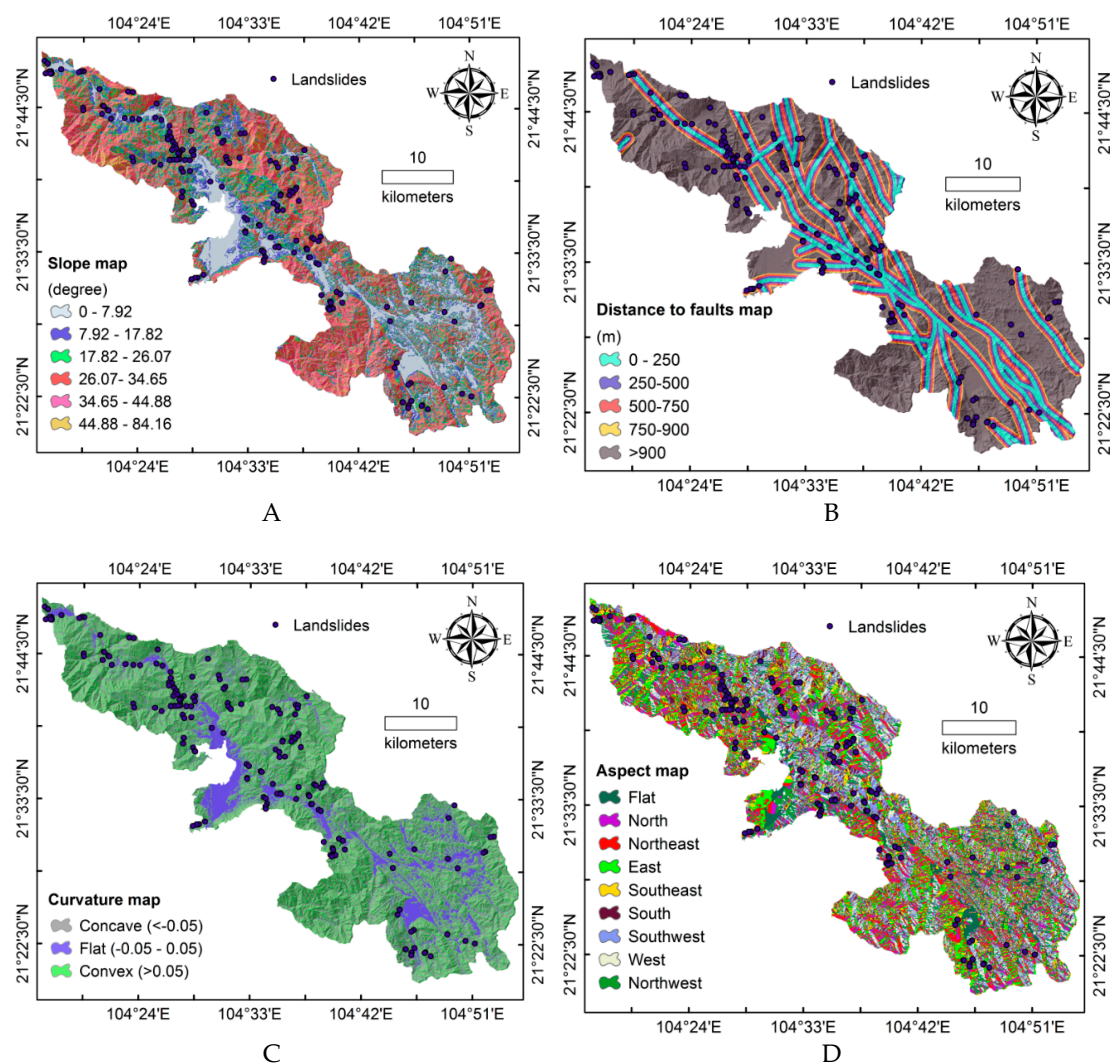 104°24'E 104°33'E 104°42'E 104°51'E
21°44'30"N 21°33'30"N 21°22'30"N
21°44'30"N 21°33'30"N 21°22'30"N
Landslides
N
W E
S
10
kilometers
Slope map
(degree)
0 - 7.92
7.92 - 17.82
17.82 - 26.07
26.07- 34.65
34.65 - 44.88
44.88 - 84.16
104°24'E 104°33'E 104°42'E 104°51'E
A
104°24'E 104°33'E 104°42'E 104°51'E
21°44'30"N 21°33'30"N 21°22'30"N
21°44'30"N 21°33'30"N 21°22'30"N
Landslides
N
W E
S
10
kilometers
Distance to faults map
(m)
0 - 250
250-500
500-750
750-900
>900
104°24'E 104°33'E 104°42'E 104°51'E
B
104°24'E 104°33'E 104°42'E 104°51'E
21°44'30"N 21°33'30"N 21°22'30"N
21°44'30"N 21°33'30"N 21°22'30"N
Landslides
N
W E
S
10
kilometers
Curvature map
Concave (<-0.05)
Flat (-0.05 - 0.05)
Convex (>0.05)
104°24'E 104°33'E 104°42'E 104°51'E
C
104°24'E 104°33'E 104°42'E 104°51'E
21°44'30"N 21°33'30"N 21°22'30"N
21°44'30"N 21°33'30"N 21°22'30"N
Landslides
N
W E
S
10
kilometers
Aspect map
Flat
North
Northeast
East
Southeast
South
Southwest
West
Northwest
104°24'E 104°33'E 104°42'E 104°51'E
D